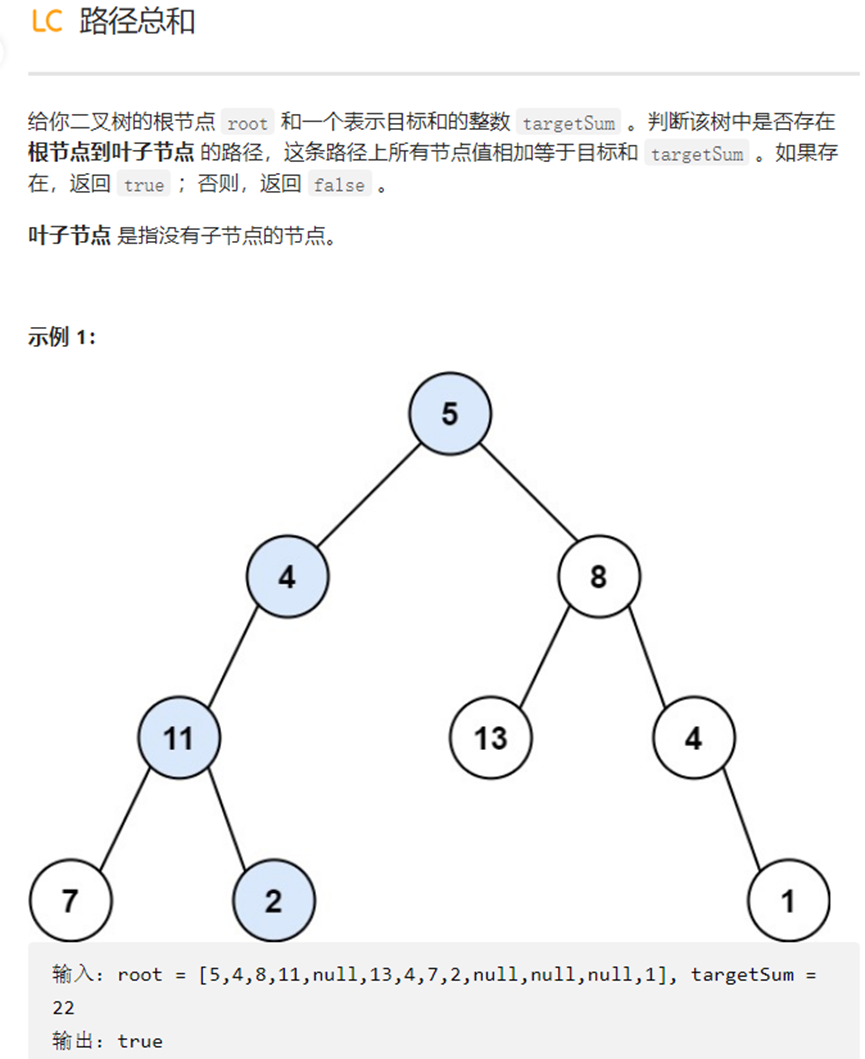 LC 路径总和
给你二叉树的根节点 root 和一个表示目标和的整数 targetSum 。判断该树中是否存在
根节点到叶子节点 的路径，这条路径上所有节点值相加等于目标和 targetSum 。如果存
在，返回 true ；否则，返回 false 。
叶子节点 是指没有子节点的节点。
示例 1：
5
4 8
11 13 4
7 2 1
输入：root = [5,4,8,11,null,13,4,7,2,null,null,null,1], targetSum =
22
输出：true